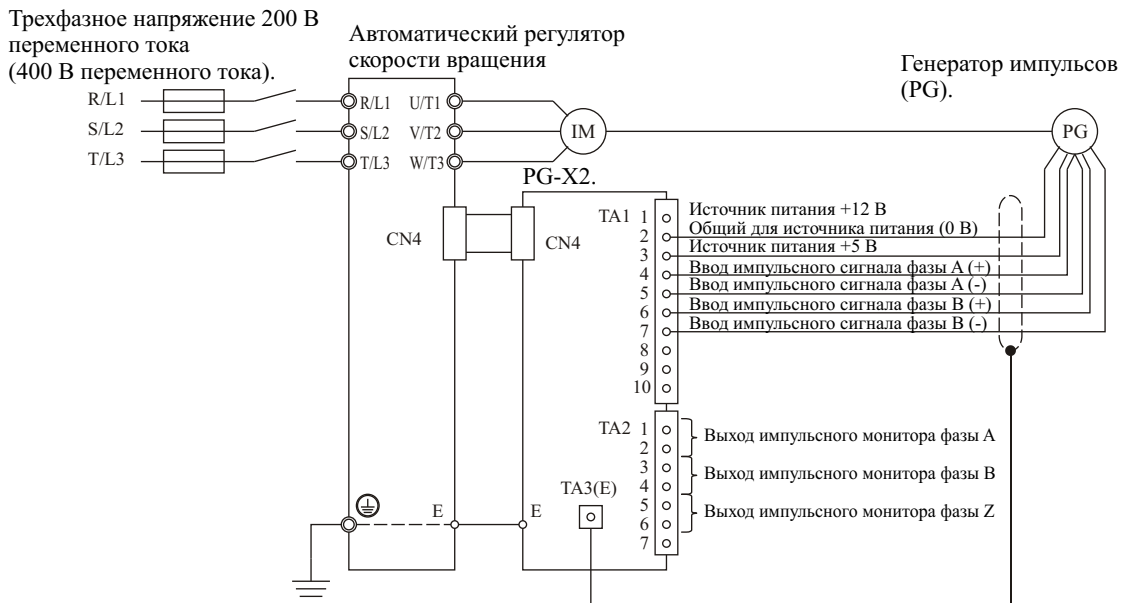 Трехфазное напряжение 200 В
переменного тока
(400 В переменного тока).
Автоматический регулятор
скорости вращения
Генератор импульсов
(PG).
R/L1
R/L1 U/T1
S/L2
S/L2 V/T2
IM
PG
T/L3
T/L3 W/T3
PG-X2.
TA1 1
Источник питания +12 В
2
Общий для источника питания (0 В)
CN4
CN4
3
Источник питания +5 В
4
Ввод импульсного сигнала фазы A (+)
5
Ввод импульсного сигнала фазы A (-)
6
Ввод импульсного сигнала фазы B (+)
7
Ввод импульсного сигнала фазы B (-)
8
9
10
TA2 1
Выход импульсного монитора фазы A
2
3
Выход импульсного монитора фазы B
4
TA3(E)
5
Выход импульсного монитора фазы Z
E
E
6
7